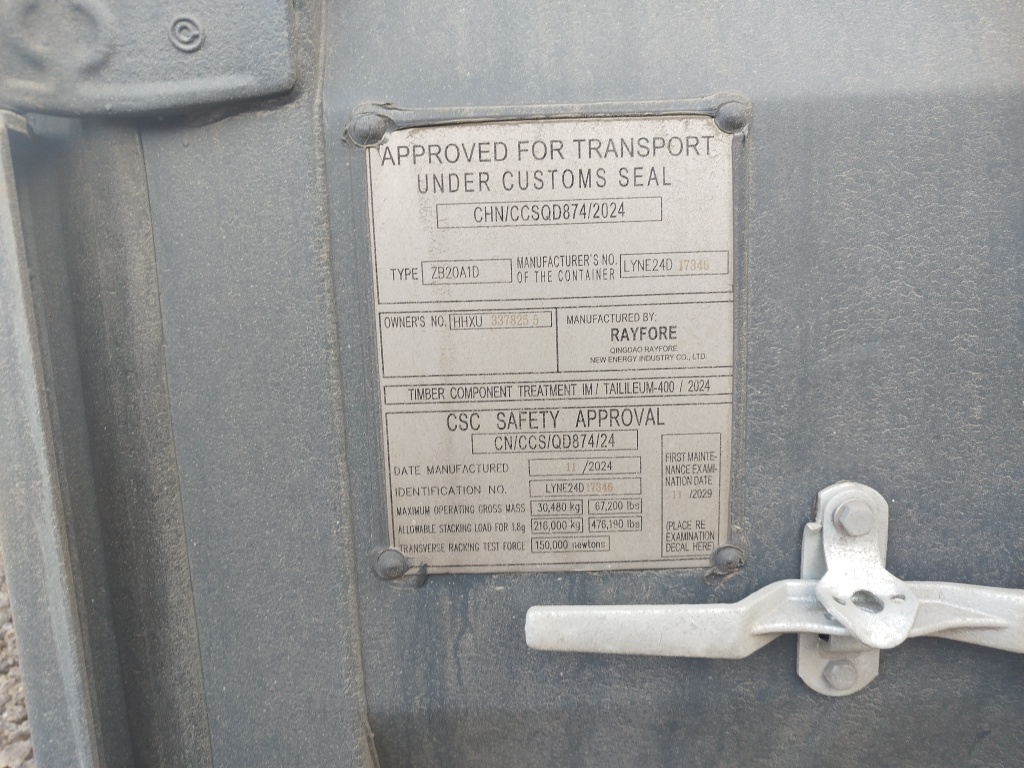 ©
APPROVED FOR TRANSPORT
UNDER CUSTOMS SEAL
CHN/CCSQD874/2024
TYPE ZB20A1D MANUFACTURER'S NO. OF THE CONTAINER LYNE24D 17346
OWNER'S NO. HHXU 337825 5
MANUFACTURED BY:
RAYFORE
QINGDAO RAYFORE
NEW ENERGY INDUSTRY CO., LTD.
TIMBER COMPONENT TREATMENT IM / TAILILEUM-400 / 2024
CSC SAFETY APPROVAL
CN/CCS/QD874/24
DATE MANUFACTURED 11 /2024
IDENTIFICATION NO. LYNE24D17346
MAXIMUM OPERATING GROSS MASS 30,480 kg 67,200 lbs
ALLOWABLE STACKING LOAD FOR 1.8g 216,000 kg 476,190 lbs
TRANSVERSE RACKING TEST FORCE 150,000 newtons
FIRST MAINTE-
NANCE EXAMI-
NATION DATE
11 /2029
(PLACE RE
EXAMINATION
DECAL HERE)